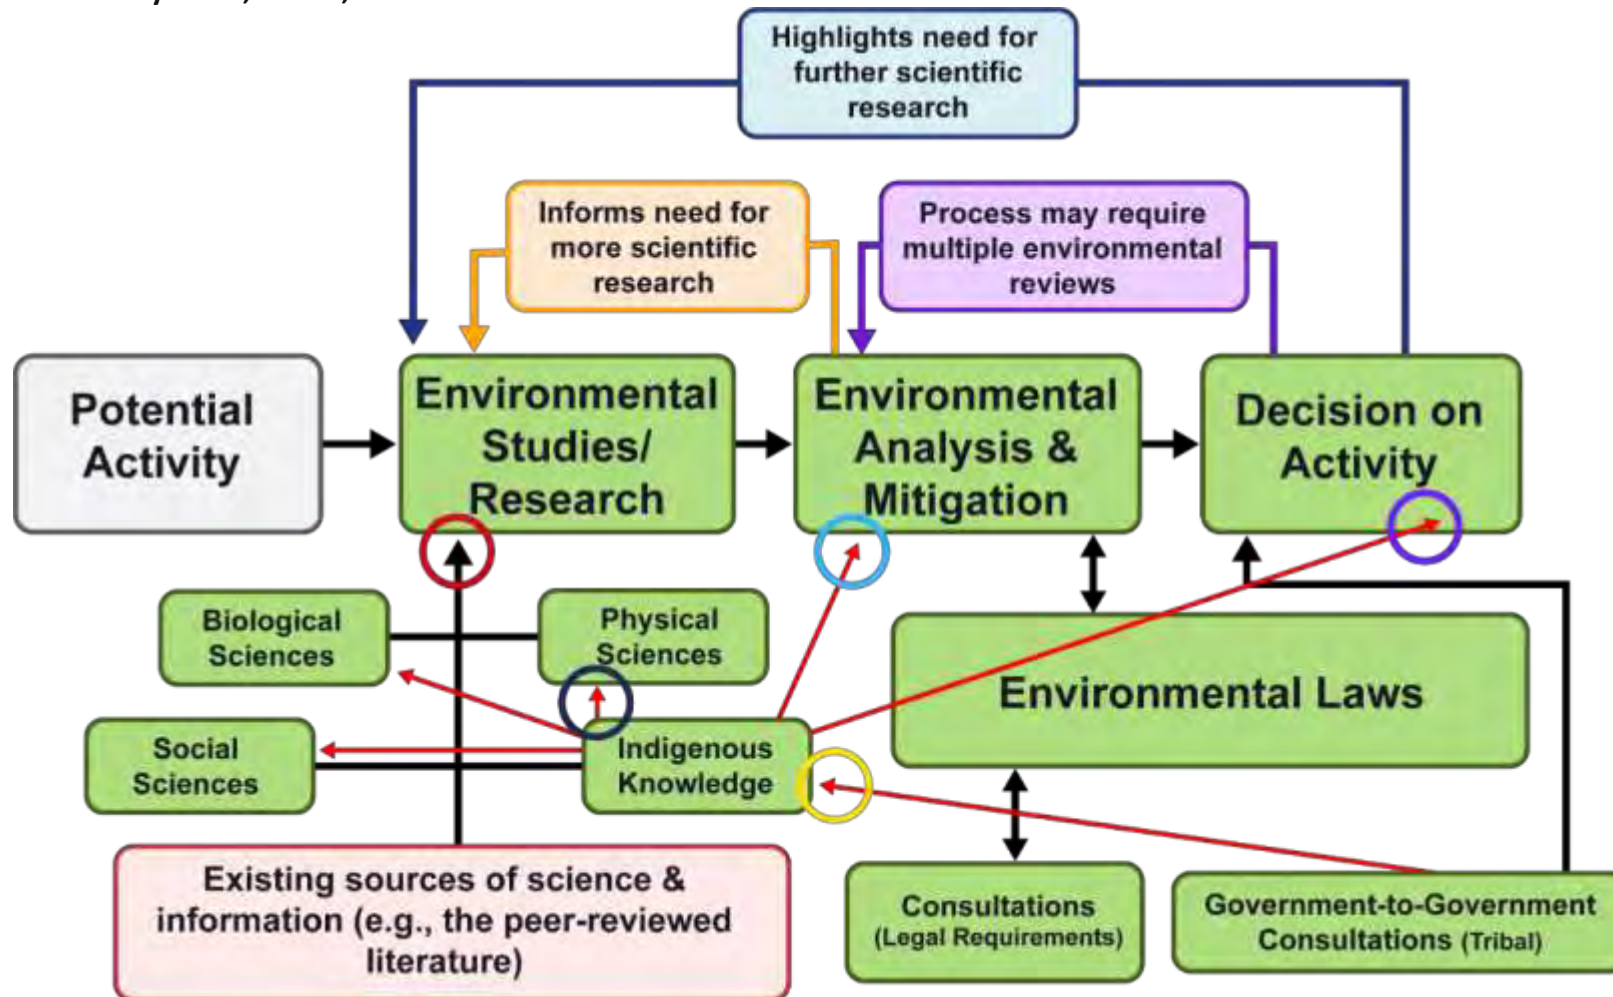 Highlights need for
further scientific
research
Informs need for
more scientific
research
Process may require
multiple environmental
reviews
Potential
Activity
Environmental
Studies/
Research
Environmental
Analysis &
Mitigation
Decision on
Activity
Biological
Sciences
Physical
Sciences
Environmental Laws
Social
Sciences
Indigenous
Knowledge
Existing sources of science &
information (e.g., the peer-reviewed
literature)
Consultations
(Legal Requirements)
Government-to-Government
Consultations (Tribal)